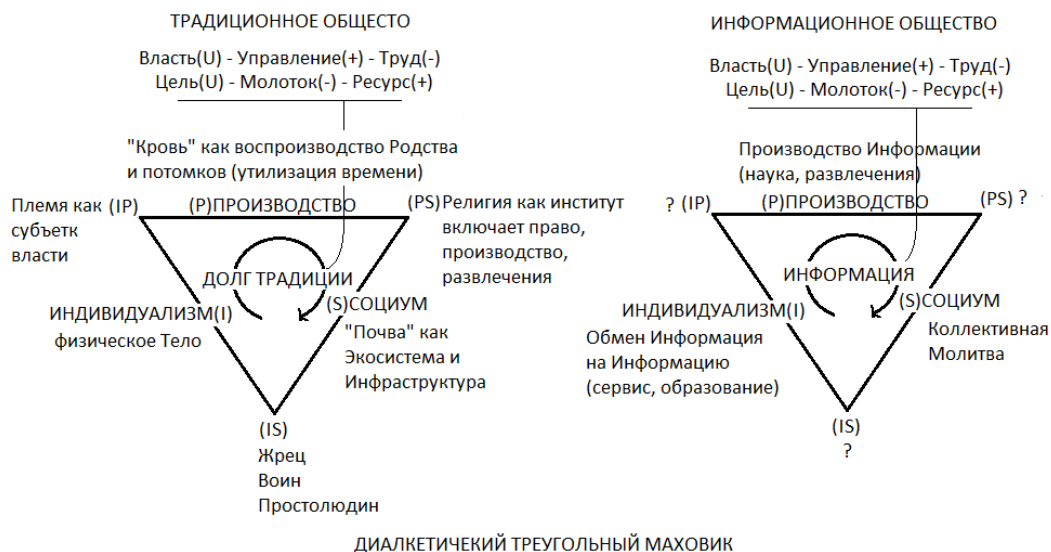 ТРАДИЦИОННОЕ ОБЩЕСТО
Власть(U) - Управление(+) - Труд(-)
Цель(U) - Молоток(-) - Ресурс(+)
"Кровь" как воспроизводство Родства
и потомков (утилизация времени)
Племя как
субъетк
власти
(IP)
(P)ПРОИЗВОДСТВО
(PS)
Религия как институт
включает право,
производство,
развлечения
ДОЛГ ТРАДИЦИИ
ИНДИВИДУАЛИЗМ(I)
физическое Тело
(S)СОЦИУМ
"Почва" как
Экосистема и
Инфраструктура
(IS)
Жрец
Воин
Простолюдин
ИНФОРМАЦИОННОЕ ОБЩЕСТВО
Власть(U) - Управление(+) - Труд(-)
Цель(U) - Молоток(-) - Ресурс(+)
Производство Информации
(наука, развлечения)
? (IP)
(P)ПРОИЗВОДСТВО
(PS) ?
ИНФОРМАЦИЯ
ИНДИВИДУАЛИЗМ(I)
Обмен Информация
на Информацию
(сервис, образование)
(S)СОЦИУМ
Коллективная
Молитва
(IS)
?
ДИАЛКЕТИЧЕКИЙ ТРЕУГОЛЬНЫЙ МАХОВИК